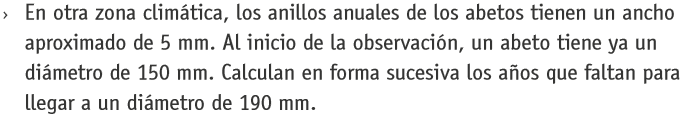 › En otra zona climática, los anillos anuales de los abetos tienen un ancho
aproximado de 5 mm. Al inicio de la observación, un abeto tiene ya un
diámetro de 150 mm. Calculan en forma sucesiva los años que faltan para
llegar a un diámetro de 190 mm.